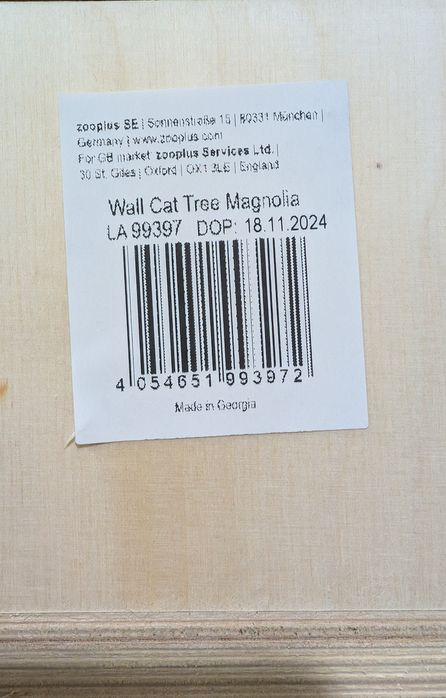 zooplus SE | Sonnenstraße 15 | 80331 München |
Germany | www.zooplus.com
For GB market zooplus Services Ltd. |
30 St. Giles | Oxford | OX1 3LE | England
Wall Cat Tree Magnolia
LA 99397 DOP: 18.11.2024
4 054651 993972
Made in Georgia